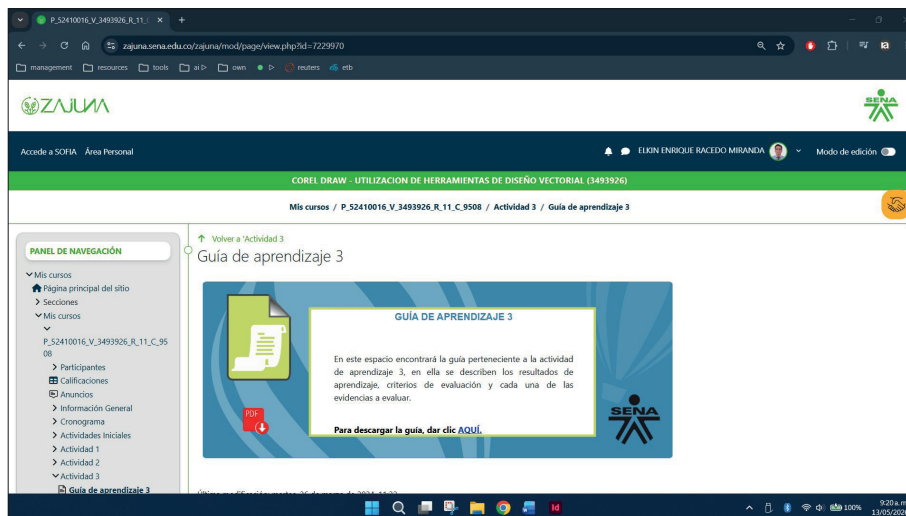 P_52410016_V_3493926_R_11_C
zajuna.sena.edu.co/zajuna/mod/page/view.php?id=7229970
management resources tools ai own reuters etb
ZAJUNA
SENA
Accede a SOFIA Área Personal ELKIN ENRIQUE RACEDO MIRANDA Modo de edición
COREL DRAW - UTILIZACION DE HERRAMIENTAS DE DISEÑO VECTORIAL (3493926)
Mis cursos / P_52410016_V_3493926_R_11_C_9508 / Actividad 3 / Guía de aprendizaje 3
PANEL DE NAVEGACIÓN
Mis cursos
Página principal del sitio
Secciones
Mis cursos
P_52410016_V_3493926_R_11_C_95
08
Participantes
Calificaciones
Anuncios
Información General
Cronograma
Actividades Iniciales
Actividad 1
Actividad 2
Actividad 3
Guía de aprendizaje 3
Volver a 'Actividad 3
Guía de aprendizaje 3
GUÍA DE APRENDIZAJE 3
En este espacio encontrará la guía perteneciente a la actividad
de aprendizaje 3, en ella se describen los resultados de
aprendizaje, criterios de evaluación y cada una de las
evidencias a evaluar.
Para descargar la guía, dar clic AQUÍ.
PDF
SENA
Id
100%
9:20 a.m
13/05/202